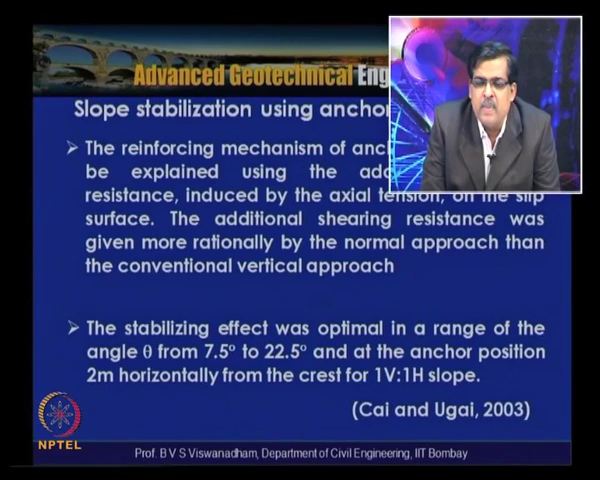 Advanced Geotechnical Eng
Slope stabilization using anchor
➢ The reinforcing mechanism of anc
be explained using the ad
resistance, induced by the axial tension, on the slip
surface. The additional shearing resistance was
given more rationally by the normal approach than
the conventional vertical approach
➢ The stabilizing effect was optimal in a range of the
angle θ from 7.5° to 22.5° and at the anchor position
2m horizontally from the crest for 1V:1H slope.
(Cai and Ugai, 2003)
NPTEL
Prof. B V S Viswanadham, Department of Civil Engineering, IIT Bombay